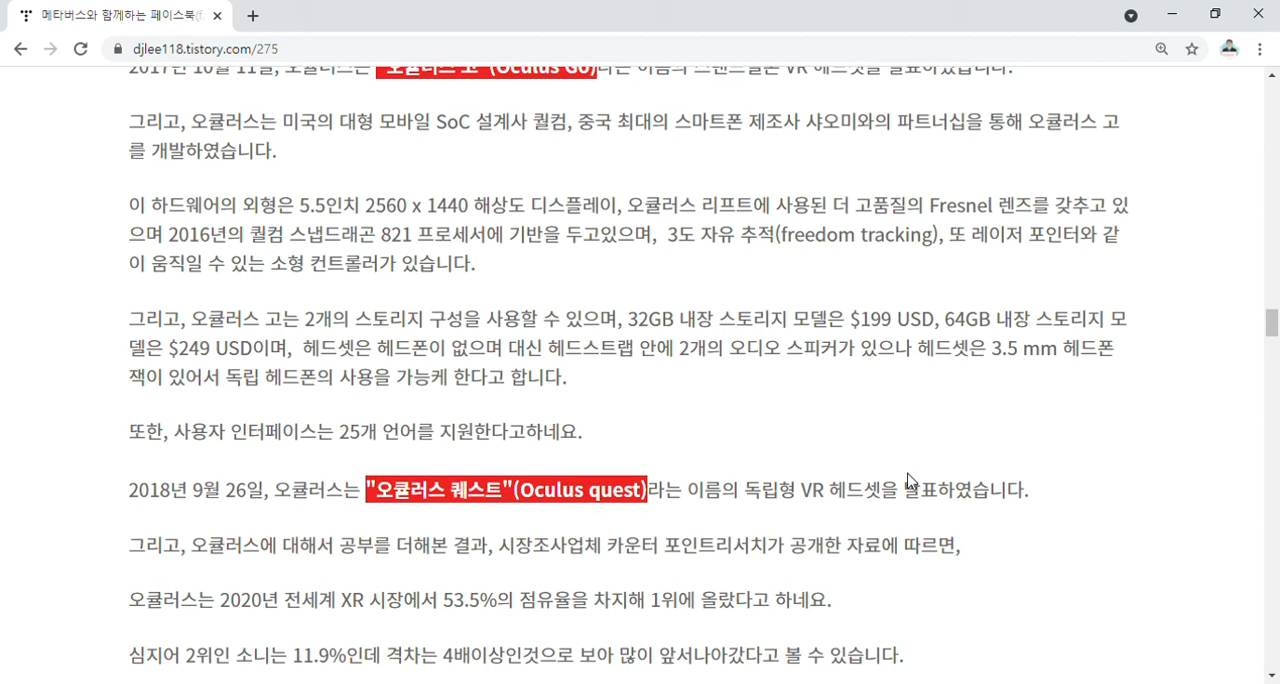 메타버스와 함께하는 페이스북(f
djlee118.tistory.com/275
2017년 10월 11일, 오큘러스는 "오큘러스 고"(Oculus Go)라는 이름의 스탠드얼론 VR 헤드셋을 발표하였습니다.
그리고, 오큘러스는 미국의 대형 모바일 SoC 설계사 퀄컴, 중국 최대의 스마트폰 제조사 샤오미와의 파트너십을 통해 오큘러스 고
를 개발하였습니다.
이 하드웨어의 외형은 5.5인치 2560 x 1440 해상도 디스플레이, 오큘러스 리프트에 사용된 더 고품질의 Fresnel 렌즈를 갖추고 있
으며 2016년의 퀄컴 스냅드래곤 821 프로세서에 기반을 두고있으며, 3도 자유 추적(freedom tracking), 또 레이저 포인터와 같
이 움직일 수 있는 소형 컨트롤러가 있습니다.
그리고, 오큘러스 고는 2개의 스토리지 구성을 사용할 수 있으며, 32GB 내장 스토리지 모델은 $199 USD, 64GB 내장 스토리지 모
델은 $249 USD이며, 헤드셋은 헤드폰이 없으며 대신 헤드스트랩 안에 2개의 오디오 스피커가 있으나 헤드셋은 3.5 mm 헤드폰
잭이 있어서 독립 헤드폰의 사용을 가능케 한다고 합니다.
또한, 사용자 인터페이스는 25개 언어를 지원한다고하네요.
2018년 9월 26일, 오큘러스는 "오큘러스 퀘스트"(Oculus quest)라는 이름의 독립형 VR 헤드셋을 발표하였습니다.
그리고, 오큘러스에 대해서 공부를 더해본 결과, 시장조사업체 카운터 포인트리서치가 공개한 자료에 따르면,
오큘러스는 2020년 전세계 XR 시장에서 53.5%의 점유율을 차지해 1위에 올랐다고 하네요.
심지어 2위인 소니는 11.9%인데 격차는 4배이상인것으로 보아 많이 앞서나아갔다고 볼 수 있습니다.